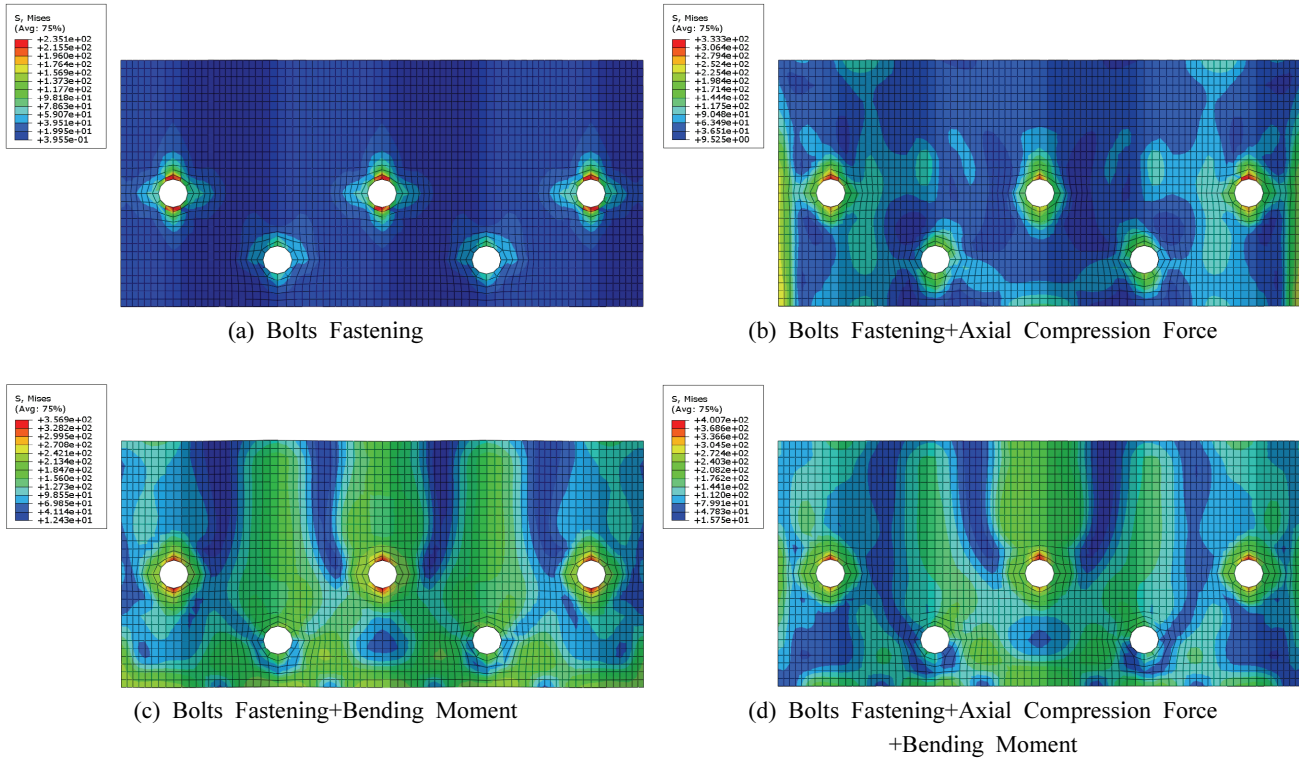 S, Mises
(Avg: 75%)
+2.351e+02
+2.155e+02
+1.960e+02
+1.764e+02
+1.569e+02
+1.373e+02
+1.177e+02
+9.818e+01
+7.863e+01
+5.907e+01
+3.951e+01
+1.995e+01
+3.955e-01
(a) Bolts Fastening
S, Mises
(Avg: 75%)
+3.333e+02
+3.064e+02
+2.794e+02
+2.524e+02
+2.254e+02
+1.984e+02
+1.714e+02
+1.444e+02
+1.175e+02
+9.048e+01
+6.349e+01
+3.651e+01
+9.525e+00
(b) Bolts Fastening+Axial Compression Force
S, Mises
(Avg: 75%)
+3.569e+02
+3.282e+02
+2.995e+02
+2.708e+02
+2.421e+02
+2.134e+02
+1.847e+02
+1.560e+02
+1.273e+02
+9.855e+01
+6.985e+01
+4.114e+01
+1.243e+01
(c) Bolts Fastening+Bending Moment
S, Mises
(Avg: 75%)
+4.007e+02
+3.686e+02
+3.366e+02
+3.045e+02
+2.724e+02
+2.403e+02
+2.082e+02
+1.762e+02
+1.441e+02
+1.120e+02
+7.991e+01
+4.783e+01
+1.575e+01
(d) Bolts Fastening+Axial Compression Force
+Bending Moment